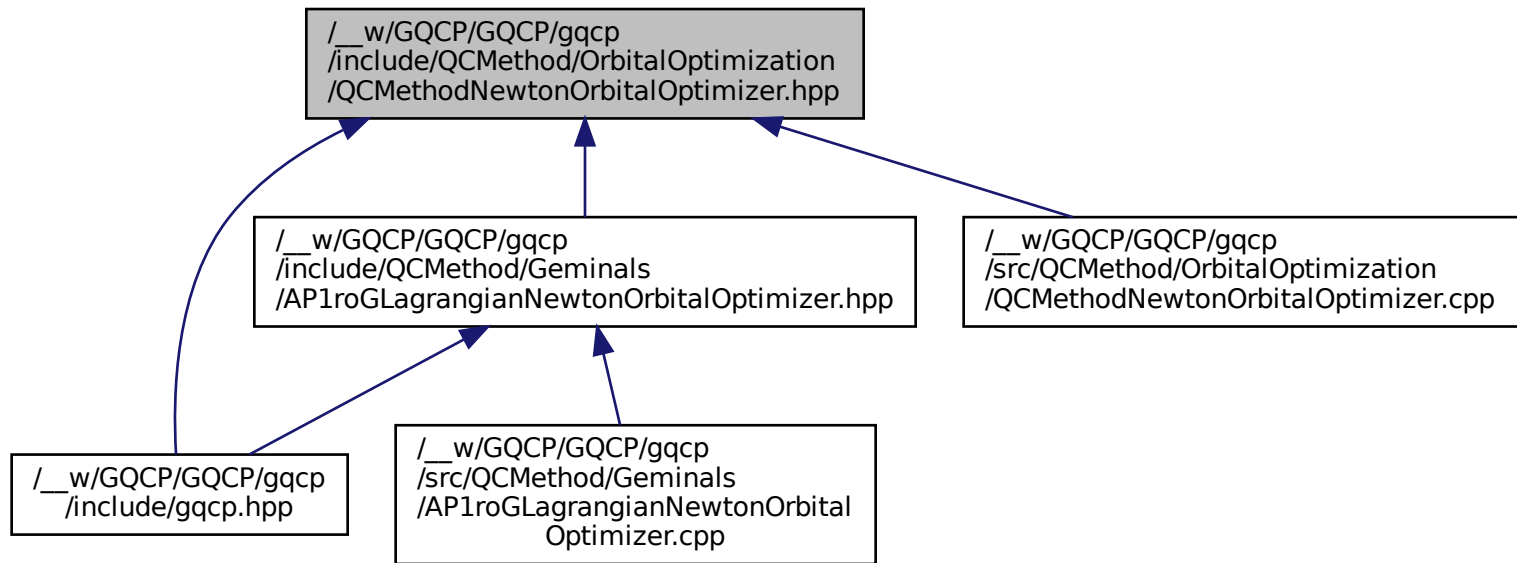 /__w/GQCP/GQCP/gqcp
/include/QCMethod/OrbitalOptimization
/QCMethodNewtonOrbitalOptimizer.hpp
/__w/GQCP/GQCP/gqcp
/include/QCMethod/Geminals
/AP1roGLagrangianNewtonOrbitalOptimizer.hpp
/__w/GQCP/GQCP/gqcp
/src/QCMethod/OrbitalOptimization
/QCMethodNewtonOrbitalOptimizer.cpp
/__w/GQCP/GQCP/gqcp
/include/gqcp.hpp
/__w/GQCP/GQCP/gqcp
/src/QCMethod/Geminals
/AP1roGLagrangianNewtonOrbital
Optimizer.cpp